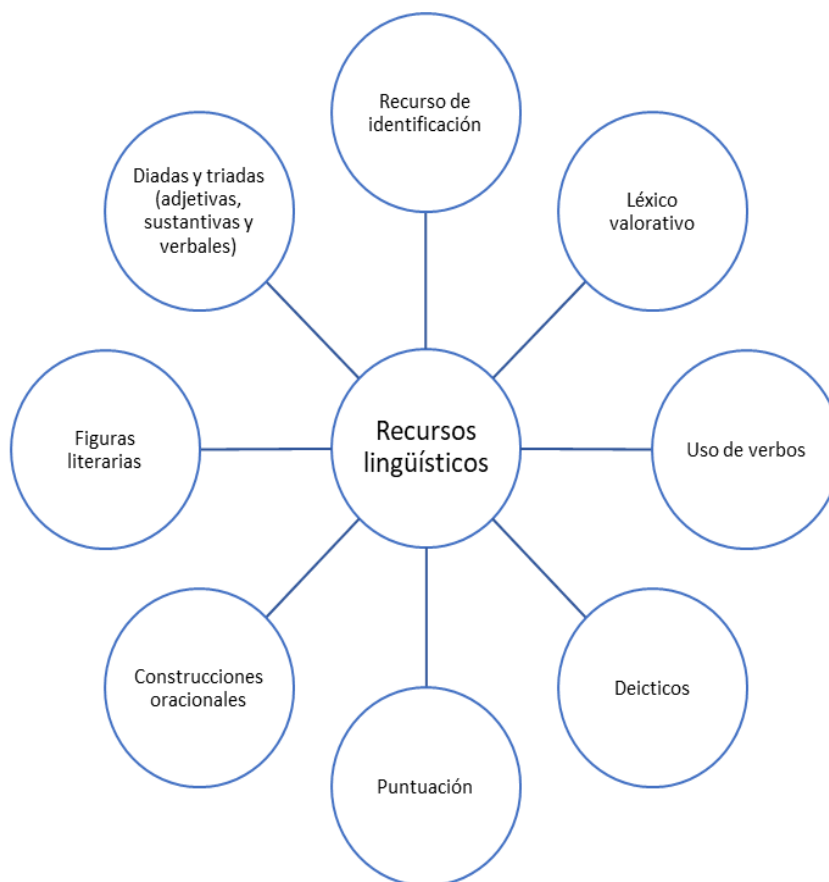 Recurso de
identificación
Diadas y triadas
(adjetivas,
sustantivas y
verbales)
Léxico
valorativo
Figuras
literarias
Recursos
lingüísticos
Uso de verbos
Construcciones
oracionales
Deicticos
Puntuación